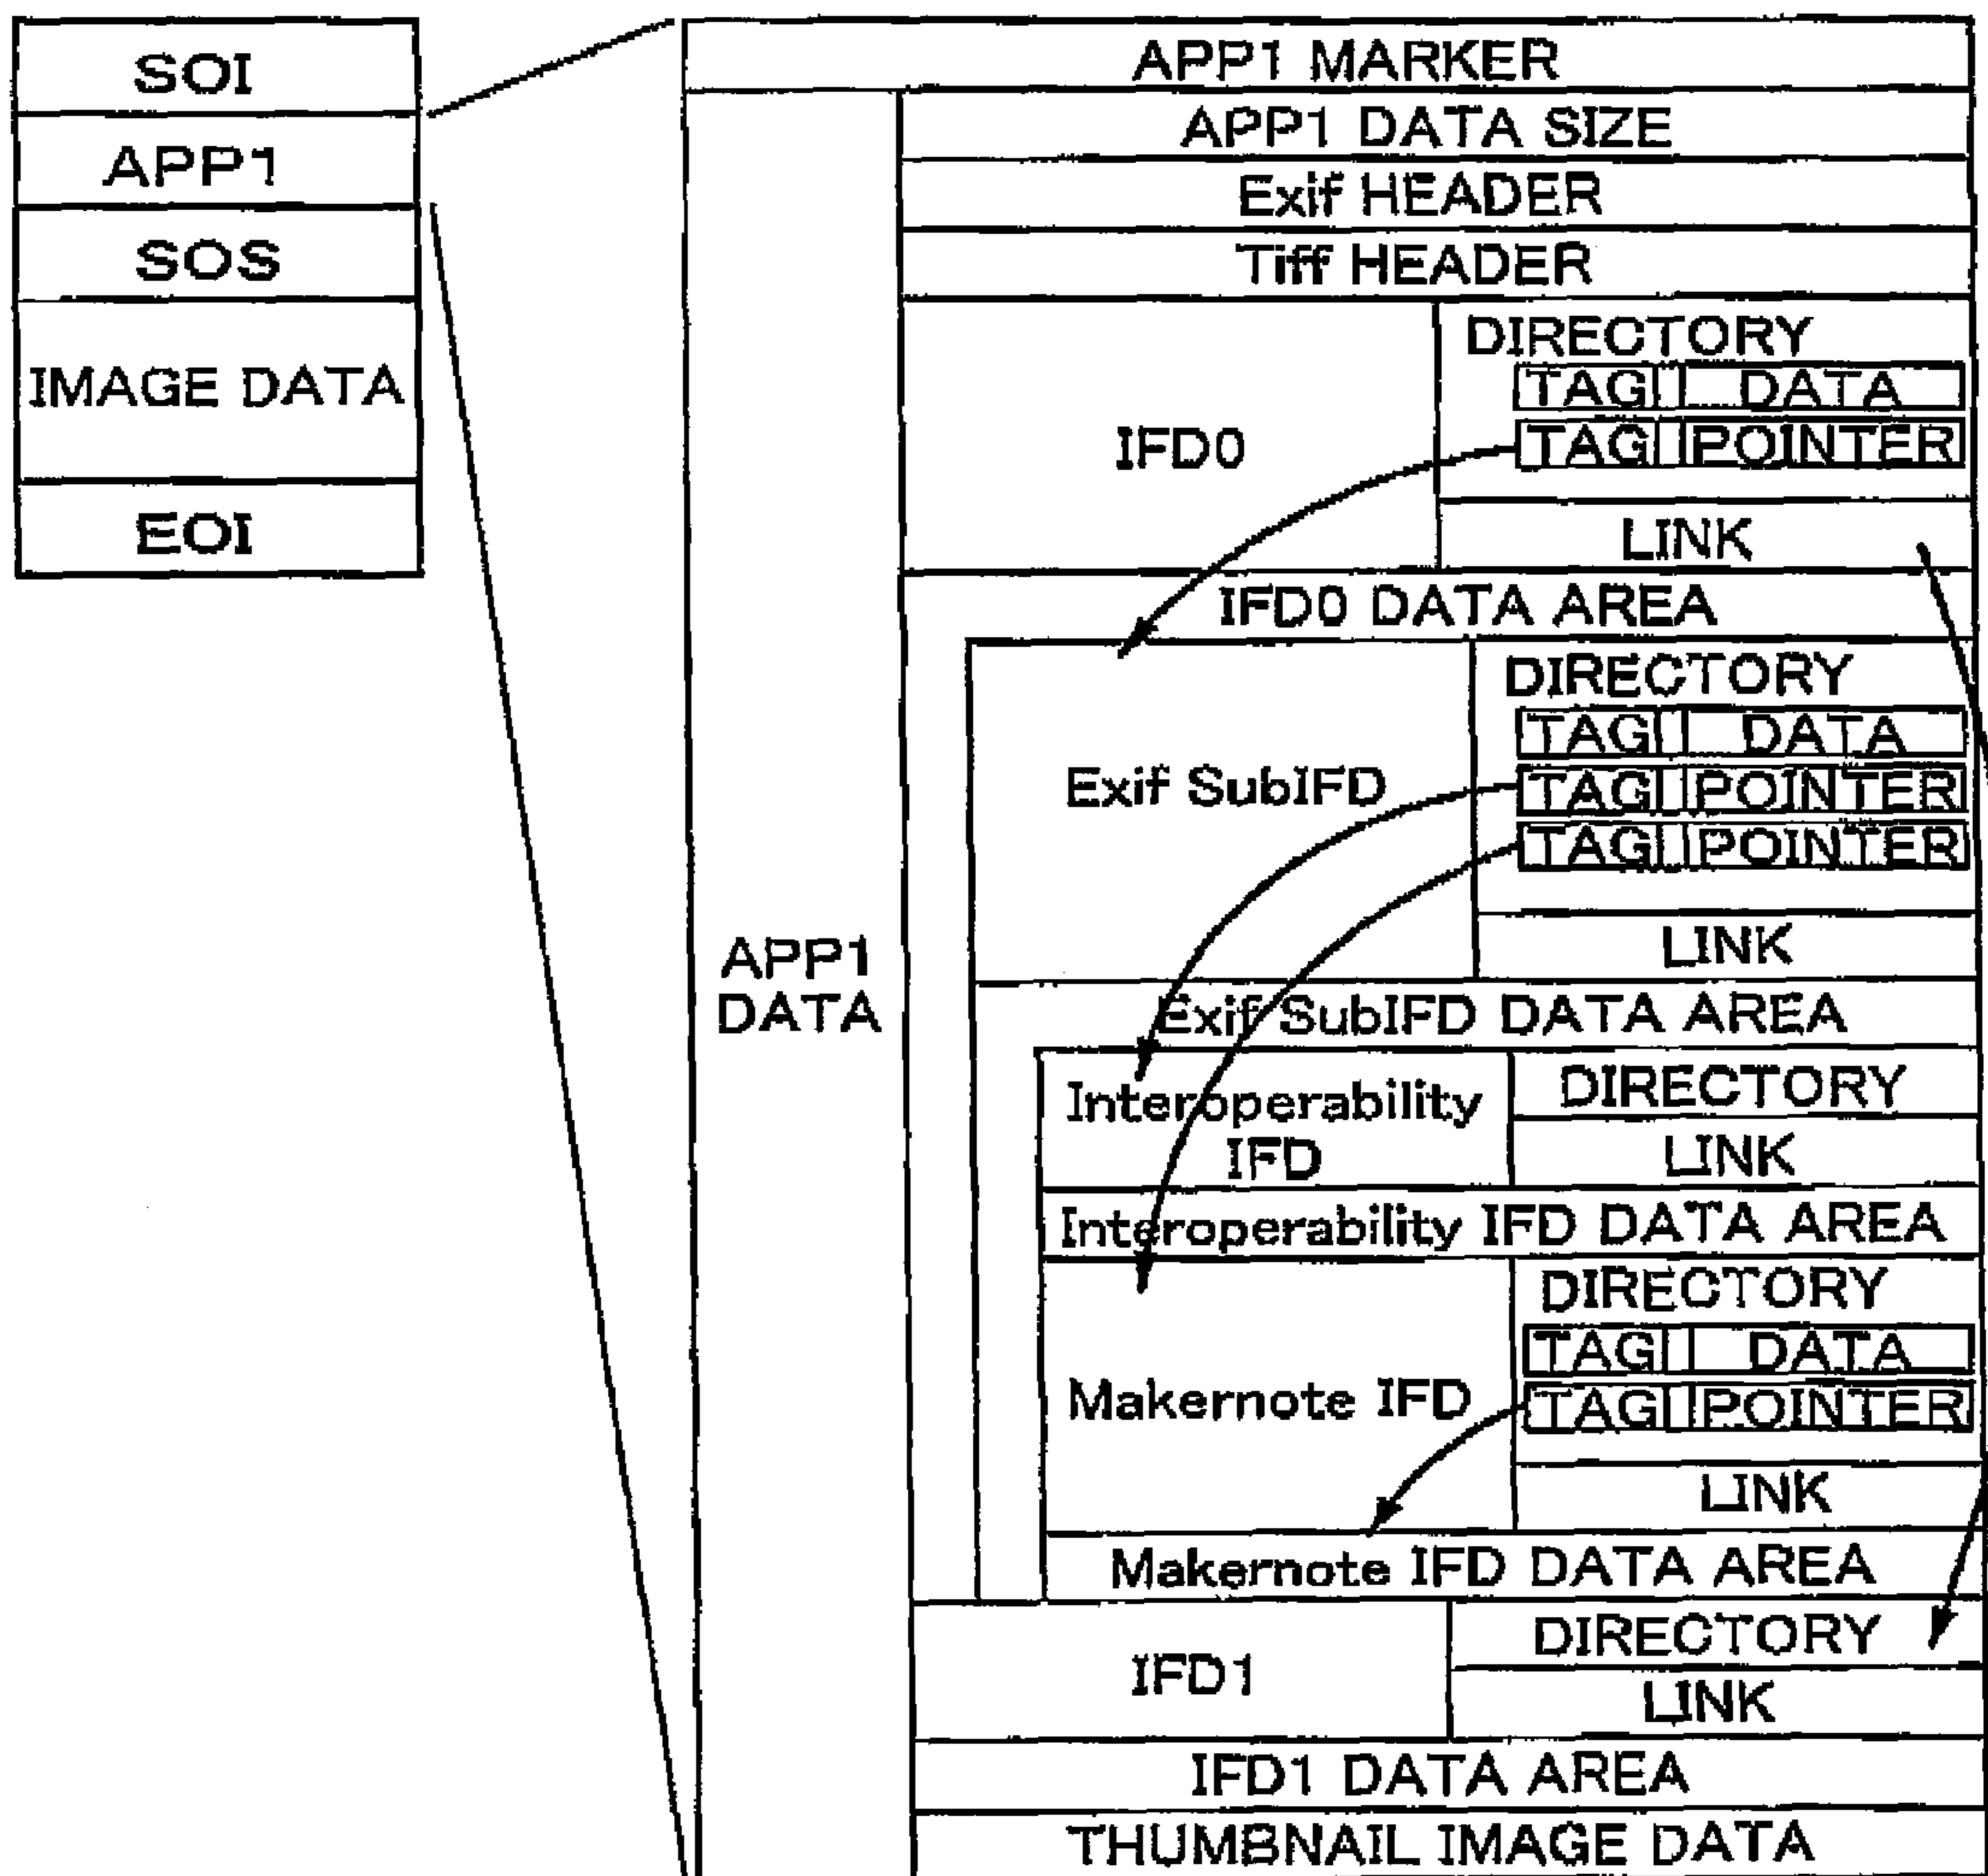 SOI
APP1
SOS
IMAGE DATA
EOI
APP1 MARKER
APP1
DATA
APP1 DATA SIZE
Exif HEADER
Tiff HEADER
IFD0
DIRECTORY
TAG DATA
TAG POINTER
LINK
IFD0 DATA AREA
Exif SubIFD
DIRECTORY
TAG DATA
TAG POINTER
TAG POINTER
LINK
Exif SubIFD DATA AREA
Interoperability
IFD
DIRECTORY
LINK
Interoperability IFD DATA AREA
Makernote IFD
DIRECTORY
TAG DATA
TAG POINTER
LINK
Makernote IFD DATA AREA
IFD1
DIRECTORY
LINK
IFD1 DATA AREA
THUMBNAIL IMAGE DATA